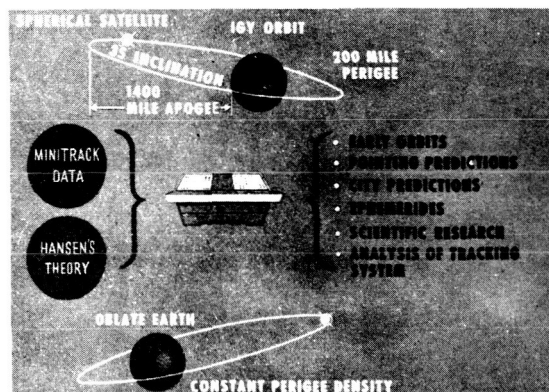 SPHERICAL SATELLITE
IGY ORBIT
35 INCLINATION
200 MILE
PERIGEE
1400
MILE APOGEE
MINITRACK
DATA
HANSEN'S
THEORY
• EARLY ORBITS
• POINTING PREDICTIONS
• CITY PREDICTIONS
• EPHEMERIDES
• SCIENTIFIC RESEARCH
• ANALYSIS OF TRACKING
SYSTEM
OBLATE EARTH
CONSTANT PERIGEE DENSITY